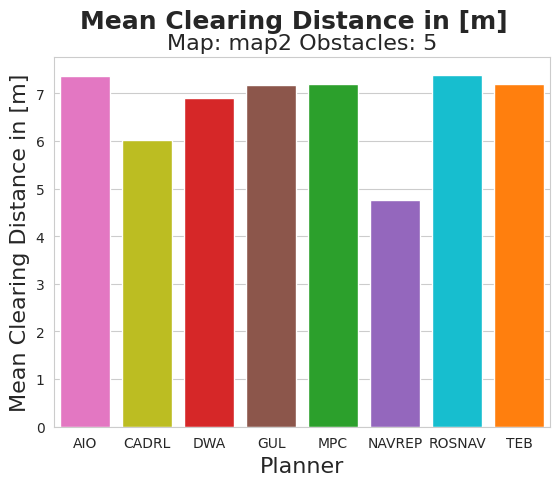 Mean Clearing Distance in [m]
Map: map2 Obstacles: 5
Mean Clearing Distance in [m]
7
6
5
4
3
2
1
0
AIO CADRL DWA GUL MPC NAVREP ROSNAV TEB
Planner